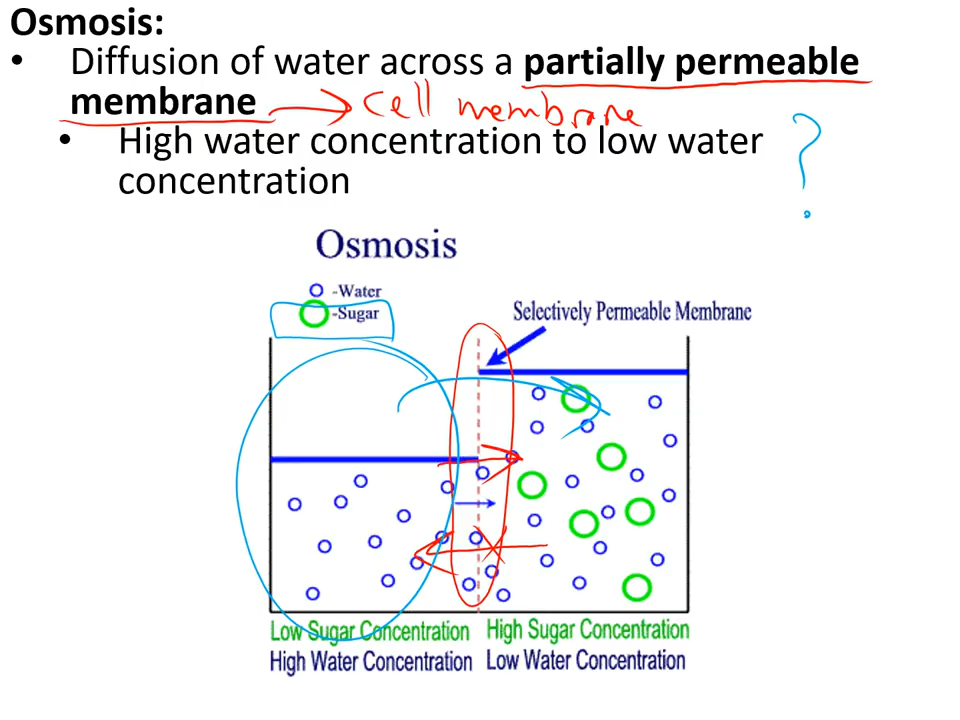 Osmosis:
• Diffusion of water across a partially permeable
membrane → cell membrane
• High water concentration to low water
concentration
?
Osmosis
-Water
-Sugar
Selectively Permeable Membrane
Low Sugar Concentration
High Water Concentration
High Sugar Concentration
Low Water Concentration